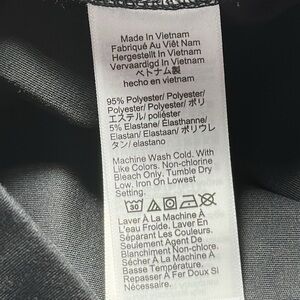 Made In Vietnam
Fabriqué Au Viêt Nam
Hergestellt In Vietnam
Vervaardigd In Vietnam
ベトナム製
hecho en vietnam
95% Polyester/ Polyester/
Polyester/ Polyester/ ポリ
エステル/ poliéster
5% Elastane/ Élasthanne/
Elastan/ Elastaan/ ポリウレ
タン/ elastano
Machine Wash Cold. With
Like Colors. Non-chlorine
Bleach Only. Tumble Dry
Low. Iron On Lowest
Setting.
30
Laver À La Machine À
L'eau Froide. Laver En
Séparant Les Couleurs.
Seulement Agent De
Blanchiment Non-chlore.
Sécher À La Machine À
Basse Température.
Repasser À Fer Doux Si
Nécessaire.